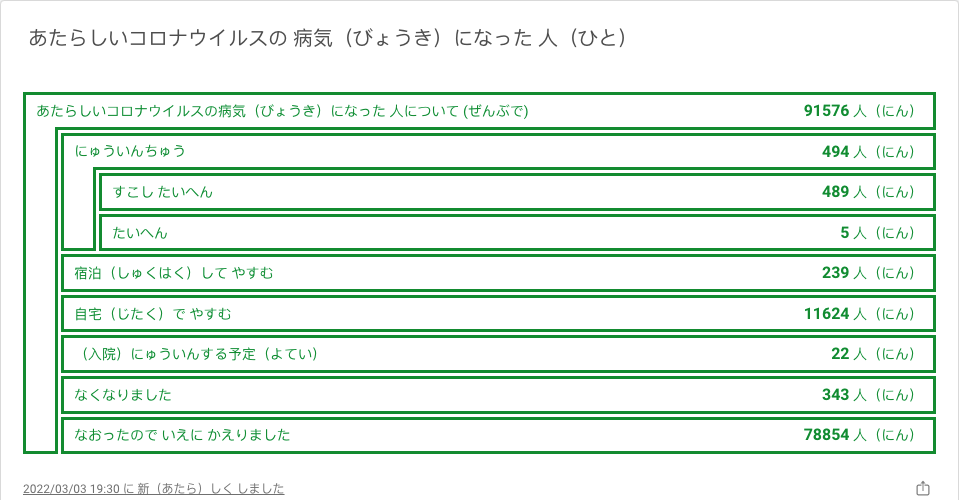 あたらしいコロナウイルスの 病気（びょうき）になった 人（ひと）
あたらしいコロナウイルスの病気（びょうき）になった 人について (ぜんぶで) 91576 人（にん）
にゅういんちゅう 494 人（にん）
すこし たいへん 489 人（にん）
たいへん 5 人（にん）
宿泊（しゅくはく）して やすむ 239 人（にん）
自宅（じたく）で やすむ 11624 人（にん）
（入院）にゅういんする予定（よてい） 22 人（にん）
なくなりました 343 人（にん）
なおったので いえに かえりました 78854 人（にん）
2022/03/03 19:30 に 新（あたら）しく しました